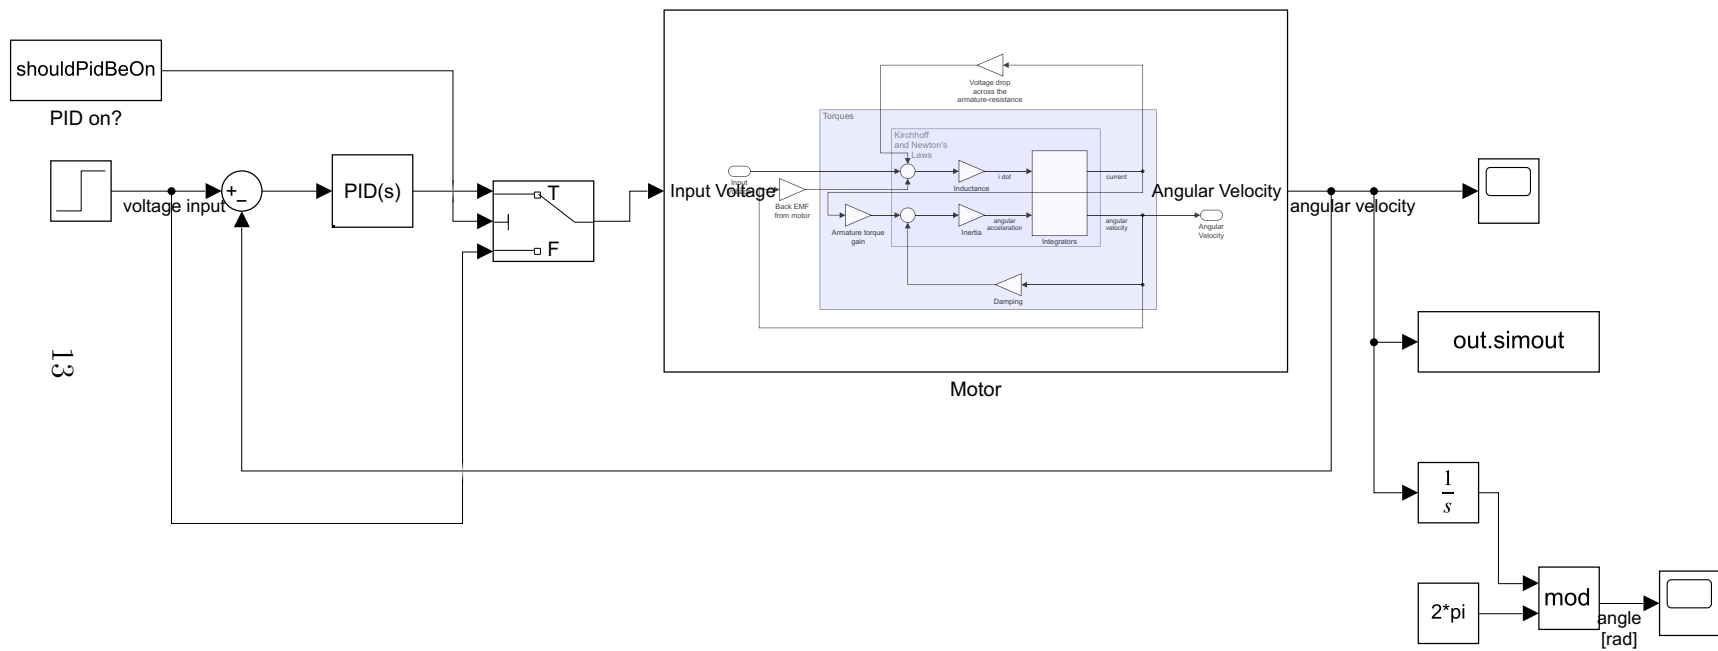 shouldPidBeOn
PID on?
voltage input
+
−
PID(s)
T
F
Input Voltage
Voltage drop
across the
armature-resistance
Torques
Kirchhoff
and Newton's
Laws
Input
Back EMF
from motor
Inductance
i dot
current
Armature torque
gain
Inertia
angular
acceleration
Integrators
angular
velocity
Angular
Velocity
Damping
Angular Velocity
Motor
angular velocity
out.simout
1
s
2*pi
mod
angle
[rad]
13